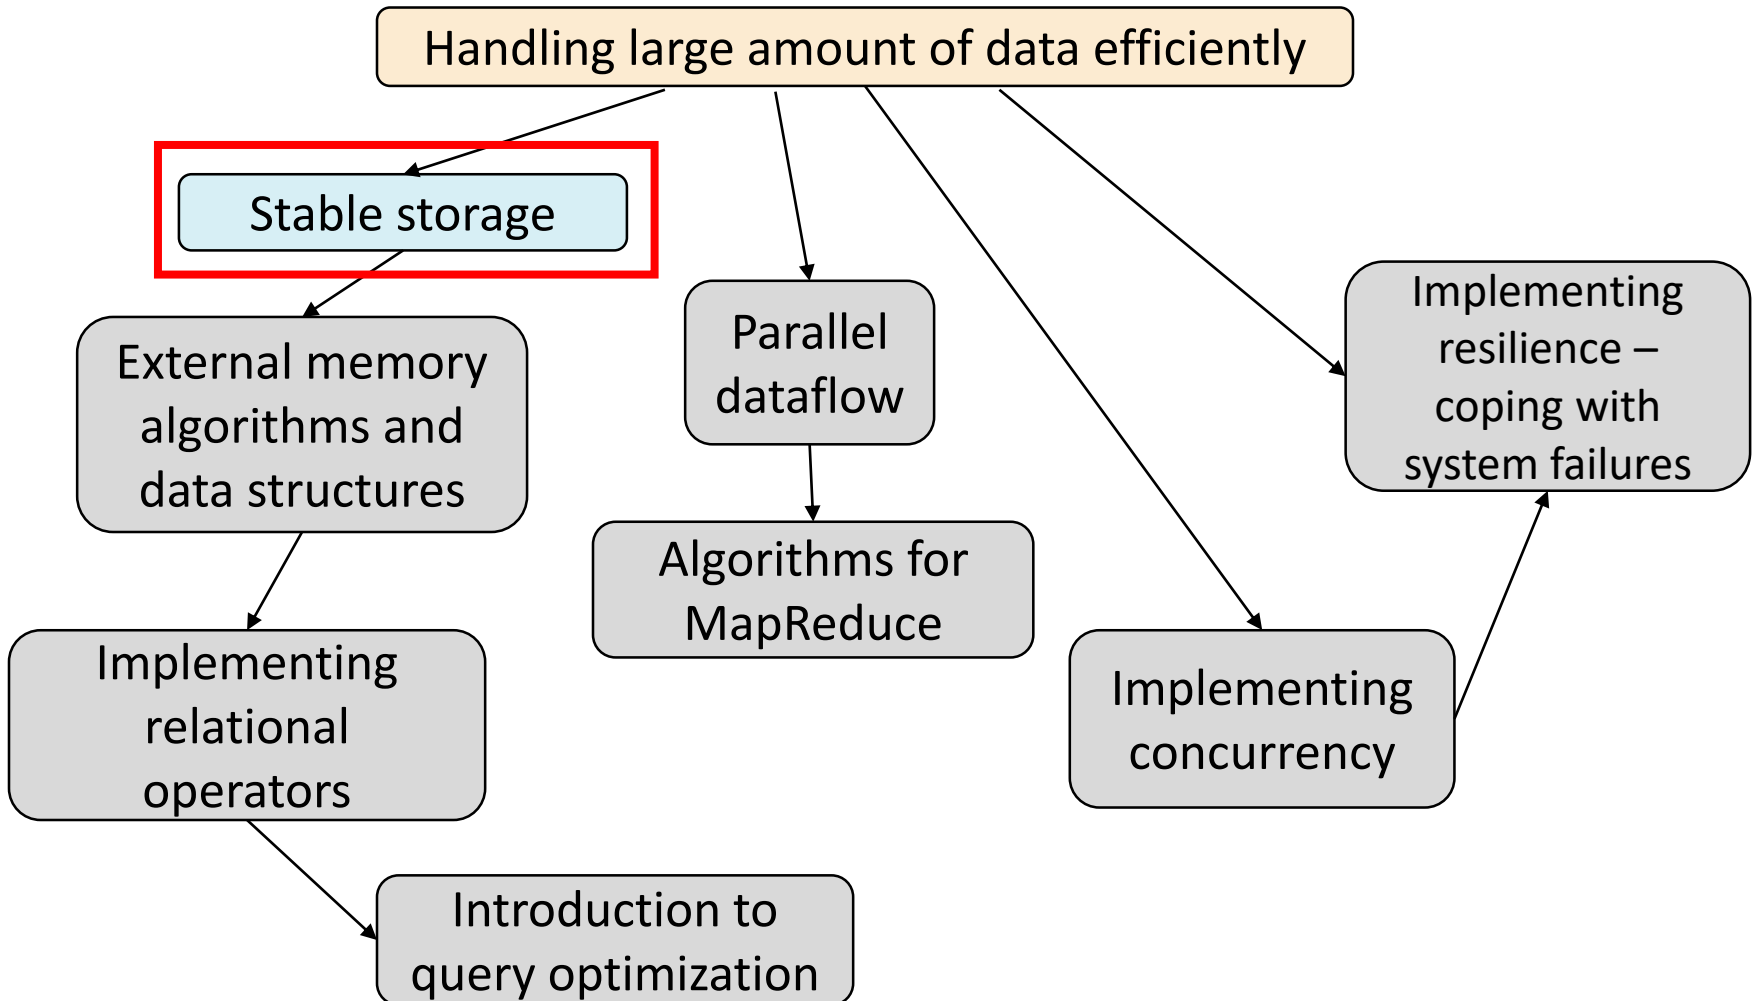 Handling large amount of data efficiently
Stable storage
External memory
algorithms and
data structures
Parallel
dataflow
Implementing
resilience –
coping with
system failures
Algorithms for
MapReduce
Implementing
relational
operators
Implementing
concurrency
Introduction to
query optimization